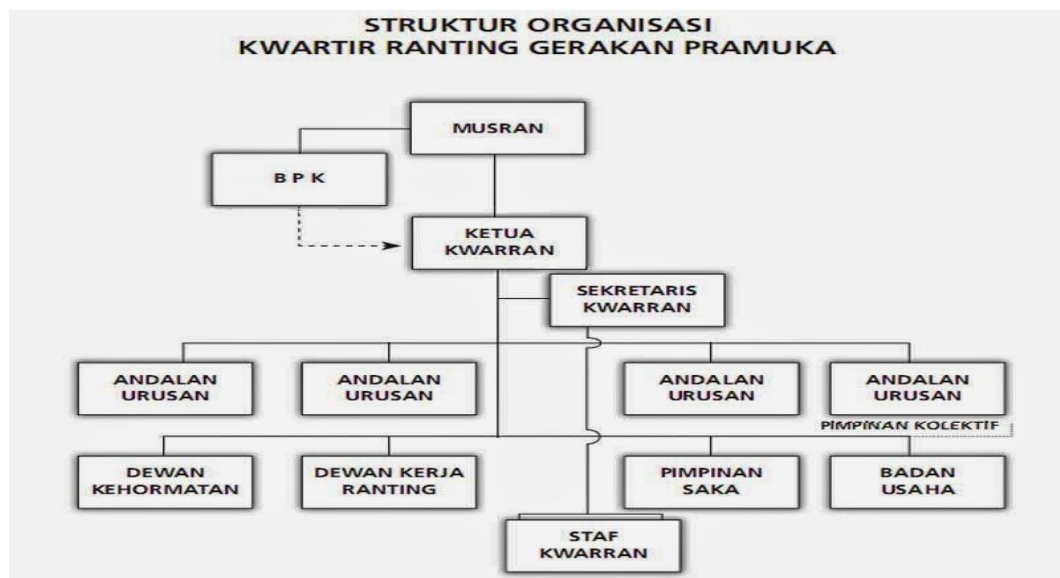 STRUKTUR ORGANISASI
KWARTIR RANTING GERAKAN PRAMUKA
MUSRAN
B P K
KETUA
KWARRAN
SEKRETARIS
KWARRAN
ANDALAN
URUSAN
ANDALAN
URUSAN
ANDALAN
URUSAN
ANDALAN
URUSAN
PIMPINAN KOLEKTIF
DEWAN
KEHORMATAN
DEWAN KERJA
RANTING
PIMPINAN
SAKA
BADAN
USAHA
STAF
KWARRAN